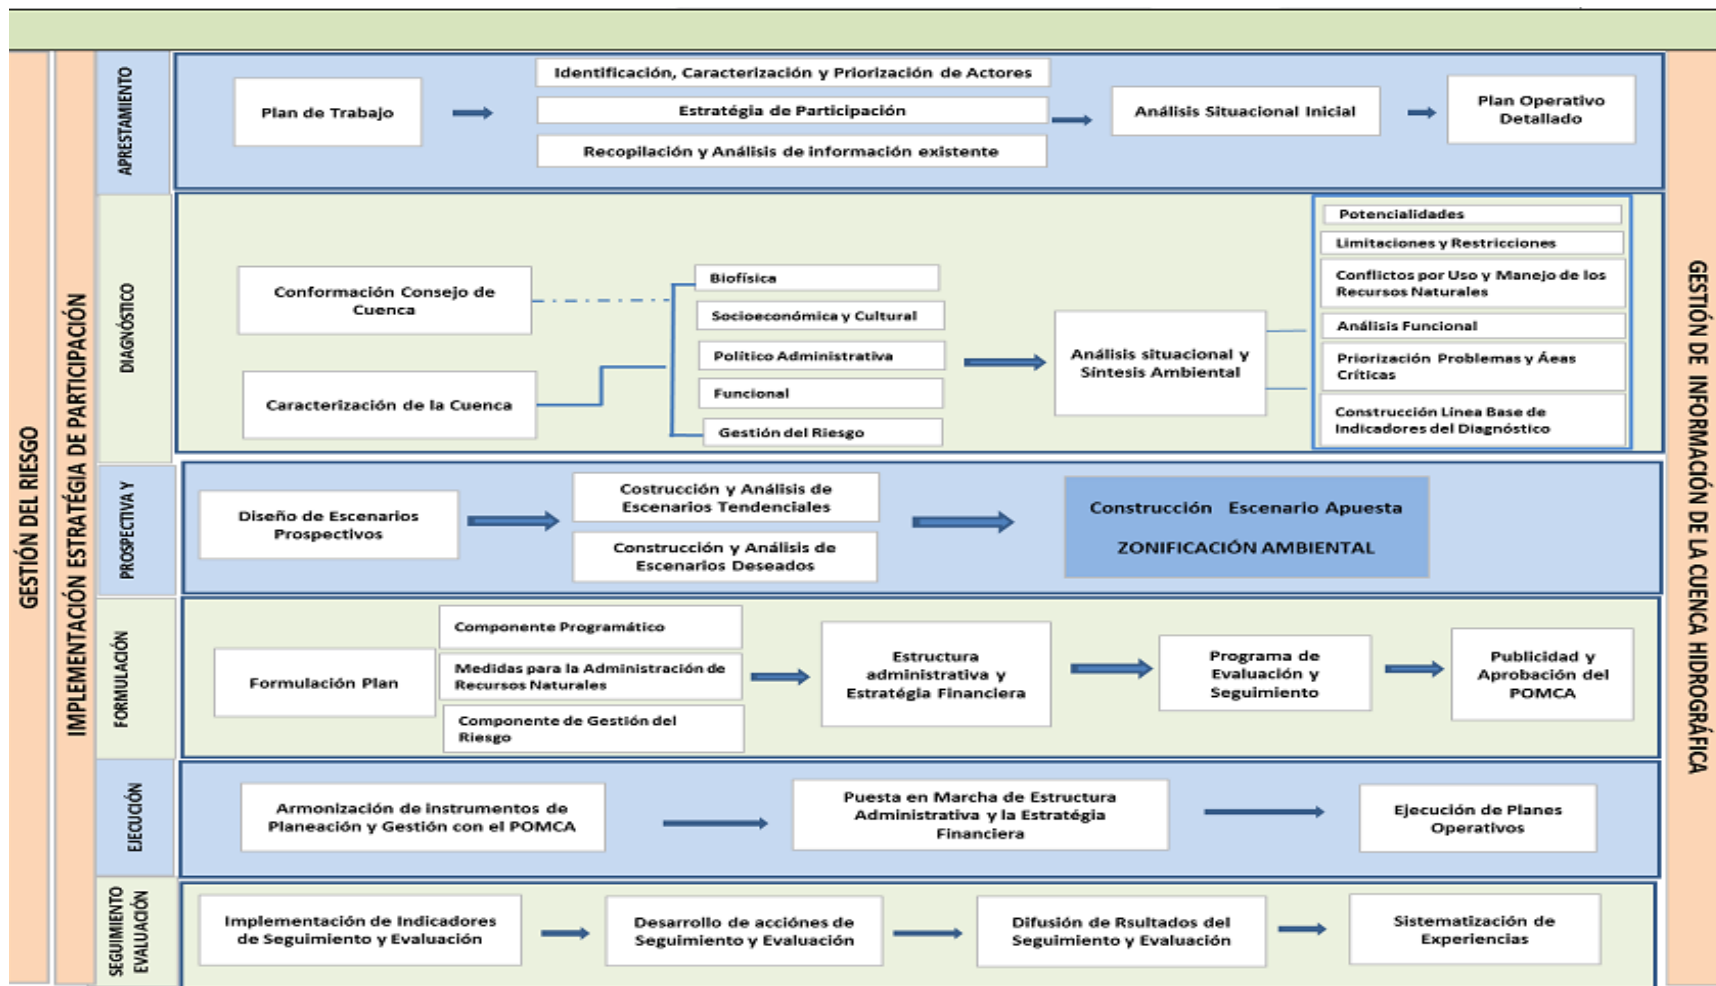 GESTIÓN DEL RIESGO
IMPLEMENTACIÓN ESTRATÉGIA DE PARTICIPACIÓN
APRESTAMIENTO
Plan de Trabajo
Identificación, Caracterización y Priorización de Actores
Estratégia de Participación
Recopilación y Análisis de información existente
Análisis Situacional Inicial
Plan Operativo
Detallado
DIAGNÓSTICO
Conformación Consejo de
Cuenca
Caracterización de la Cuenca
Biofísica
Socioeconómica y Cultural
Político Administrativa
Funcional
Gestión del Riesgo
Análisis situacional y
Síntesis Ambiental
Potencialidades
Limitaciones y Restricciones
Conflictos por Uso y Manejo de los
Recursos Naturales
Análisis Funcional
Priorización Problemas y Áeas
Críticas
Construcción Línea Base de
Indicadores del Diagnóstico
PROSPECTIVA Y
Diseño de Escenarios
Prospectivos
Costrucción y Análisis de
Escenarios Tendenciales
Construcción y Análisis de
Escenarios Deseados
Construcción Escenario Apuesta
ZONIFICACIÓN AMBIENTAL
FORMULACIÓN
Formulación Plan
Componente Programático
Medidas para la Administración de
Recursos Naturales
Componente de Gestión del
Riesgo
Estructura
administrativa y
Estratégia Financiera
Programa de
Evaluación y
Seguimiento
Publicidad y
Aprobación del
POMCA
EJECUCIÓN
Armonización de instrumentos de
Planeación y Gestión con el POMCA
Puesta en Marcha de Estructura
Administrativa y la Estratégia
Financiera
Ejecución de Planes
Operativos
SEGUIMIENTO
EVALUACIÓN
Implementación de Indicadores
de Seguimiento y Evaluación
Desarrollo de acciónes de
Seguimiento y Evaluación
Difusión de Rsultados del
Seguimiento y Evaluación
Sistematización de
Experiencias
GESTIÓN DE INFORMACIÓN DE LA CUENCA HIDROGRÁFICA